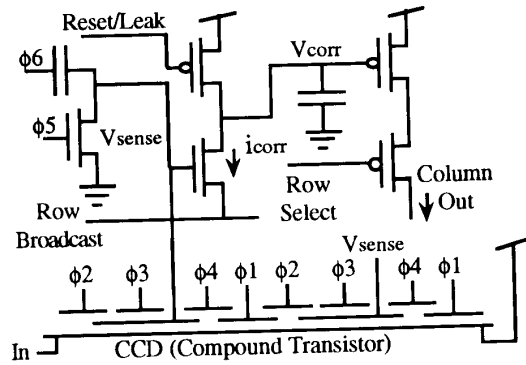 Reset/Leak
ϕ6
Vcorr
ϕ5
Vsense
icorr
Row
Broadcast
Row
Select
Column
Out
Vsense
ϕ2 ϕ3 ϕ4 ϕ1 ϕ2 ϕ3 ϕ4 ϕ1
In
CCD (Compound Transistor)